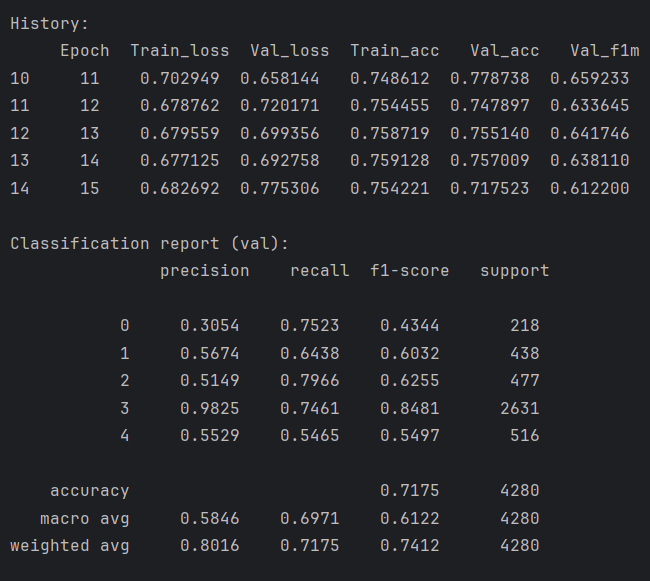 History:
Epoch Train_loss Val_loss Train_acc Val_acc Val_f1m
10 11 0.702949 0.658144 0.748612 0.778738 0.659233
11 12 0.678762 0.720171 0.754455 0.747897 0.633645
12 13 0.679559 0.699356 0.758719 0.755140 0.641746
13 14 0.677125 0.692758 0.759128 0.757009 0.638110
14 15 0.682692 0.775306 0.754221 0.717523 0.612200
Classification report (val):
precision recall f1-score support
0 0.3054 0.7523 0.4344 218
1 0.5674 0.6438 0.6032 438
2 0.5149 0.7966 0.6255 477
3 0.9825 0.7461 0.8481 2631
4 0.5529 0.5465 0.5497 516
accuracy 0.7175 4280
macro avg 0.5846 0.6971 0.6122 4280
weighted avg 0.8016 0.7175 0.7412 4280